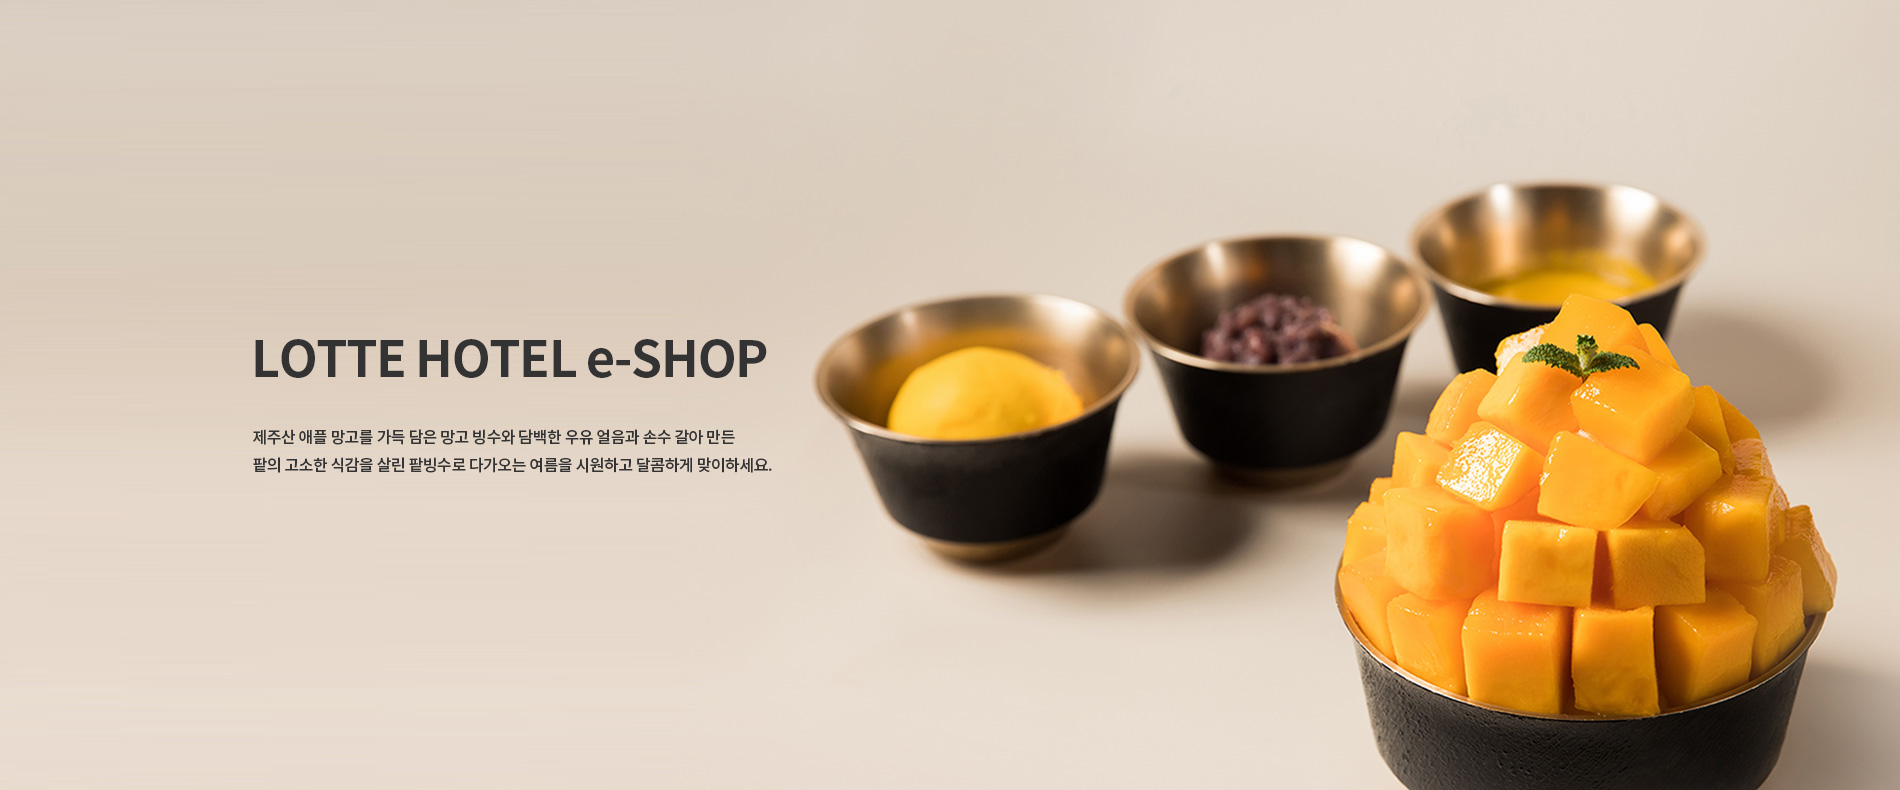 LOTTE HOTEL e-SHOP
제주산 애플 망고를 가득 담은 망고 빙수와 담백한 우유 얼음과 손수 갈아 만든
팥의 고소한 식감을 살린 팥빙수로 다가오는 여름을 시원하고 달콤하게 맞이하세요.